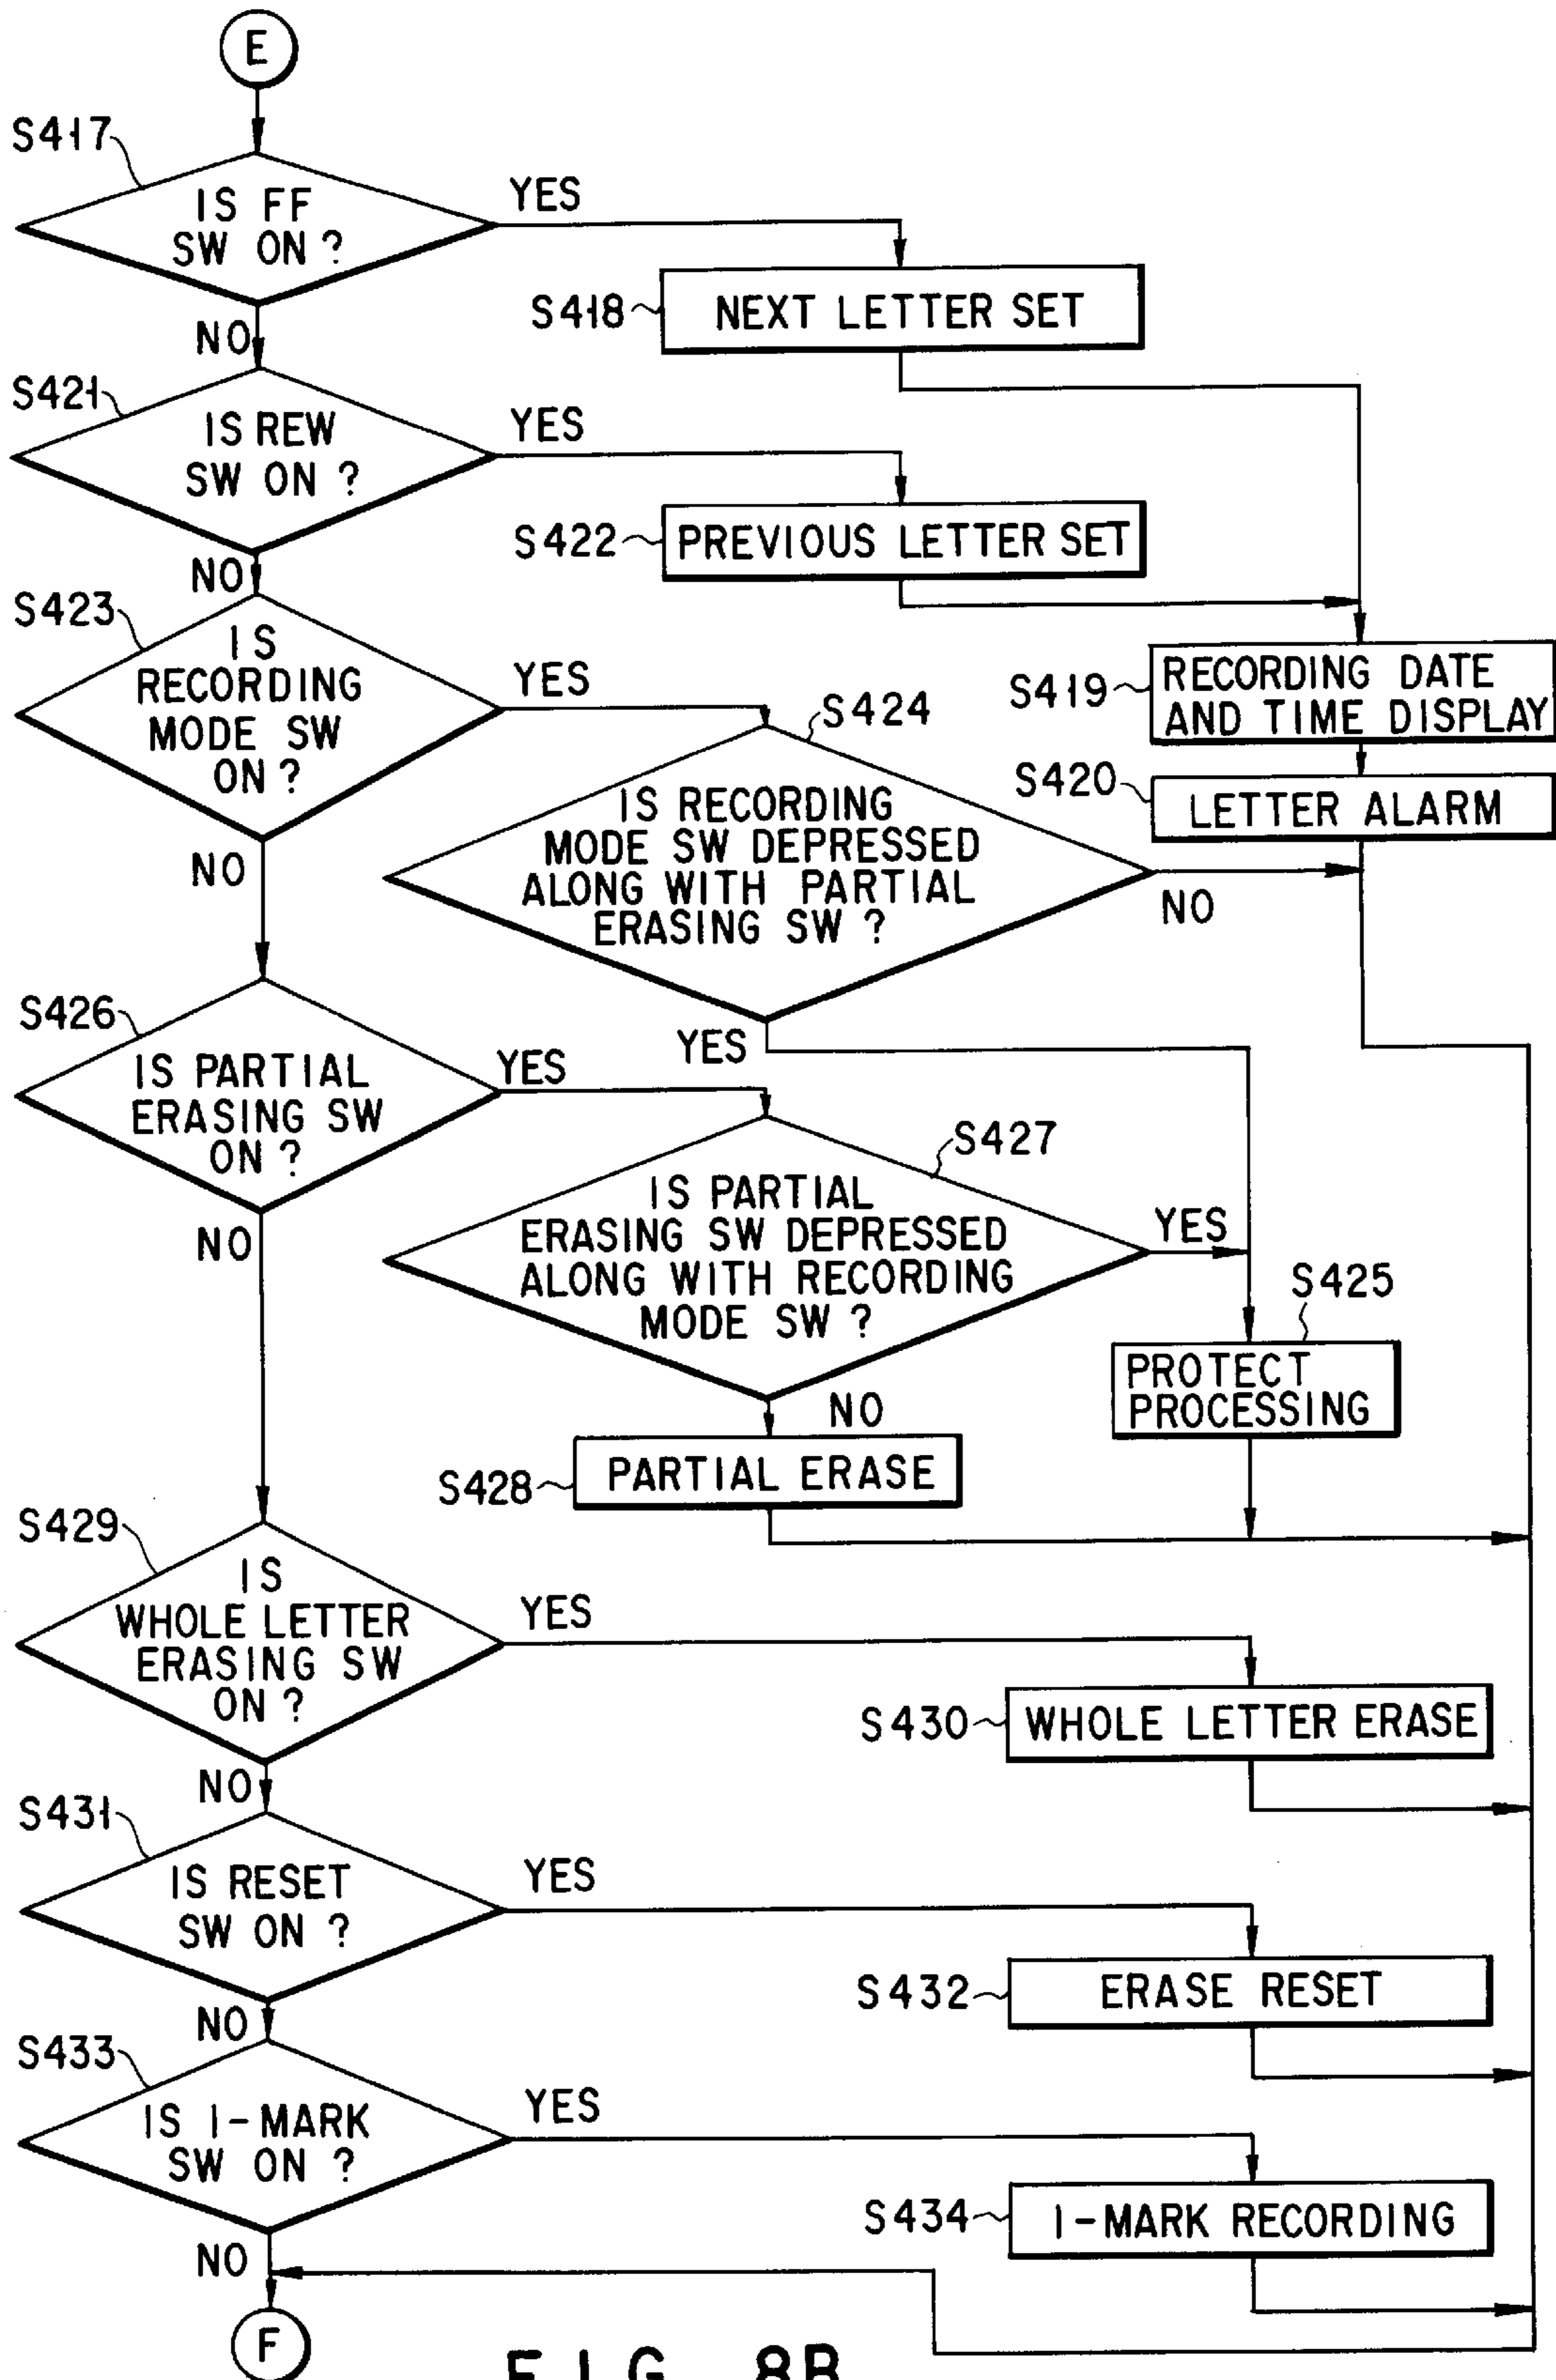 E
S417
IS FF
SW ON ?
YES
NO
S418
NEXT LETTER SET
S421
IS REW
SW ON ?
YES
NO
S422
PREVIOUS LETTER SET
S419
RECORDING DATE
AND TIME DISPLAY
S420
LETTER ALARM
S423
IS
RECORDING
MODE SW
ON ?
YES
NO
S424
IS RECORDING
MODE SW DEPRESSED
ALONG WITH PARTIAL
ERASING SW ?
NO
YES
S426
IS PARTIAL
ERASING SW
ON ?
YES
NO
S427
IS PARTIAL
ERASING SW DEPRESSED
ALONG WITH RECORDING
MODE SW ?
YES
NO
S425
PROTECT
PROCESSING
S428
PARTIAL ERASE
S429
IS
WHOLE LETTER
ERASING SW
ON ?
YES
NO
S430
WHOLE LETTER ERASE
S431
IS RESET
SW ON ?
YES
NO
S432
ERASE RESET
S433
IS I-MARK
SW ON ?
YES
NO
S434
I-MARK RECORDING
F
FIG. 8B